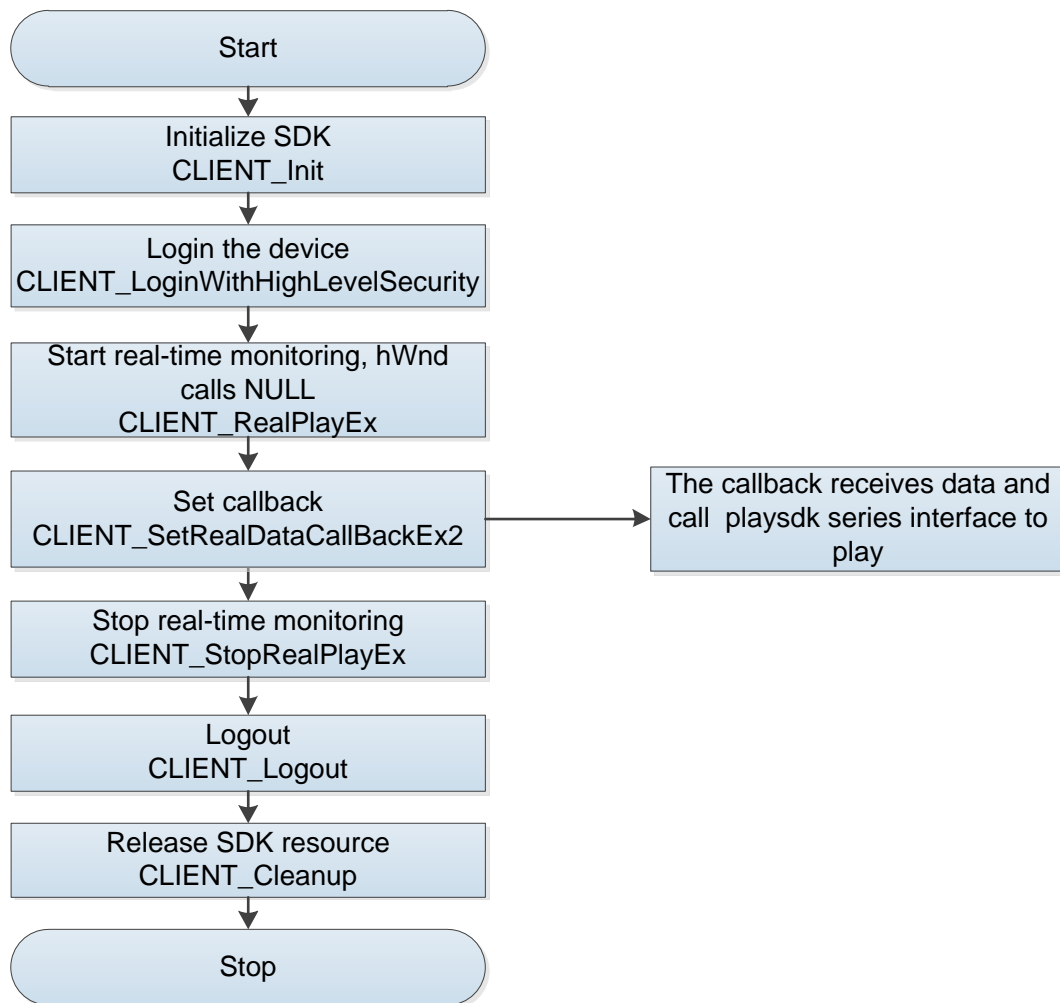 Start
Initialize SDK
CLIENT_Init
Login the device
CLIENT_LoginWithHighLevelSecurity
Start real-time monitoring, hWnd
calls NULL
CLIENT_RealPlayEx
Set callback
CLIENT_SetRealDataCallBackEx2
The callback receives data and
call  playsdk series interface to
play
Stop real-time monitoring
CLIENT_StopRealPlayEx
Logout
CLIENT_Logout
Release SDK resource
CLIENT_Cleanup
Stop